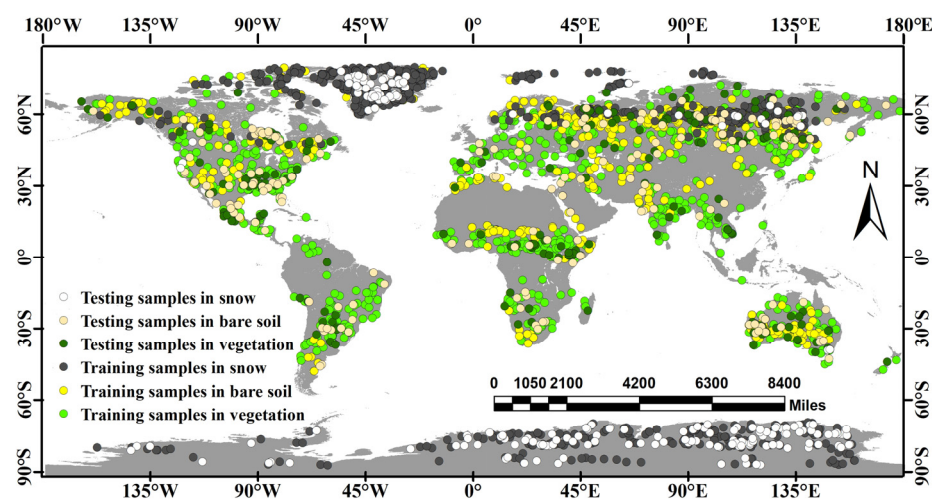 180°W 135°W 90°W 45°W 0° 45°E 90°E 135°E 180°E
60°N 60°N
30°N 30°N
N
0° 0°
Testing samples in snow
Testing samples in bare soil
Testing samples in vegetation
Training samples in snow
Training samples in bare soil
Training samples in vegetation
30°S 30°S
0 1050 2100 4200 6300 8400
Miles
60°S 60°S
90°S 90°S
135°W 90°W 45°W 0° 45°E 90°E 135°E